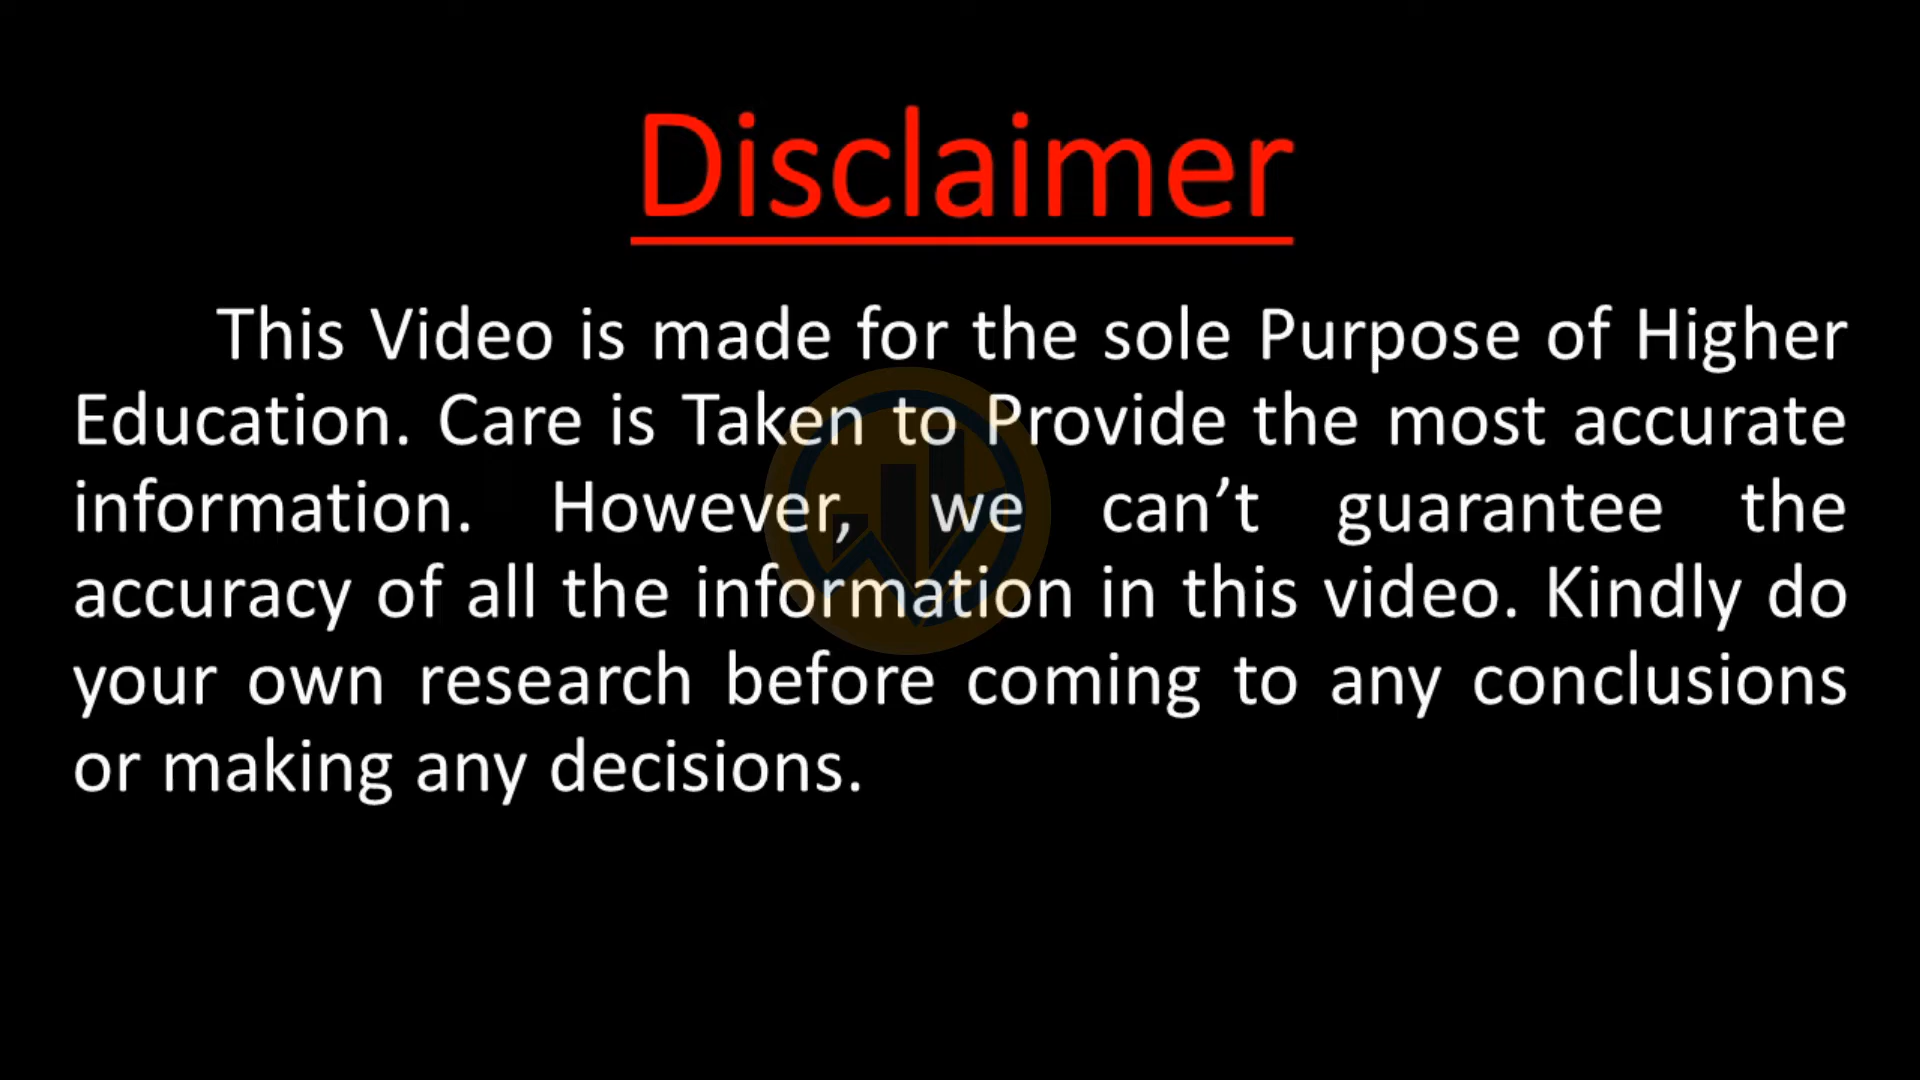 Disclaimer
This Video is made for the sole Purpose of Higher
Education. Care is Taken to Provide the most accurate
information. However, we can’t guarantee the
accuracy of all the information in this video. Kindly do
your own research before coming to any conclusions
or making any decisions.